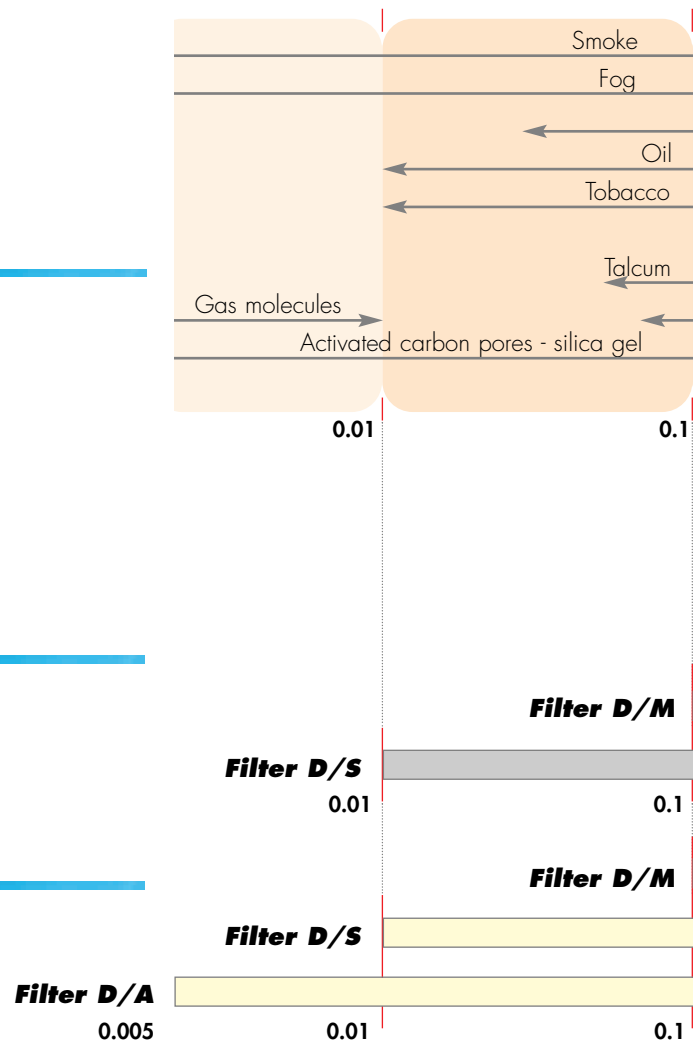 Smoke
Fog
Oil
Tobacco
Talcum
Gas molecules
Activated carbon pores - silica gel
0.01 0.1
Filter D/M
Filter D/S
0.01 0.1
Filter D/M
Filter D/S
Filter D/A
0.005 0.01 0.1